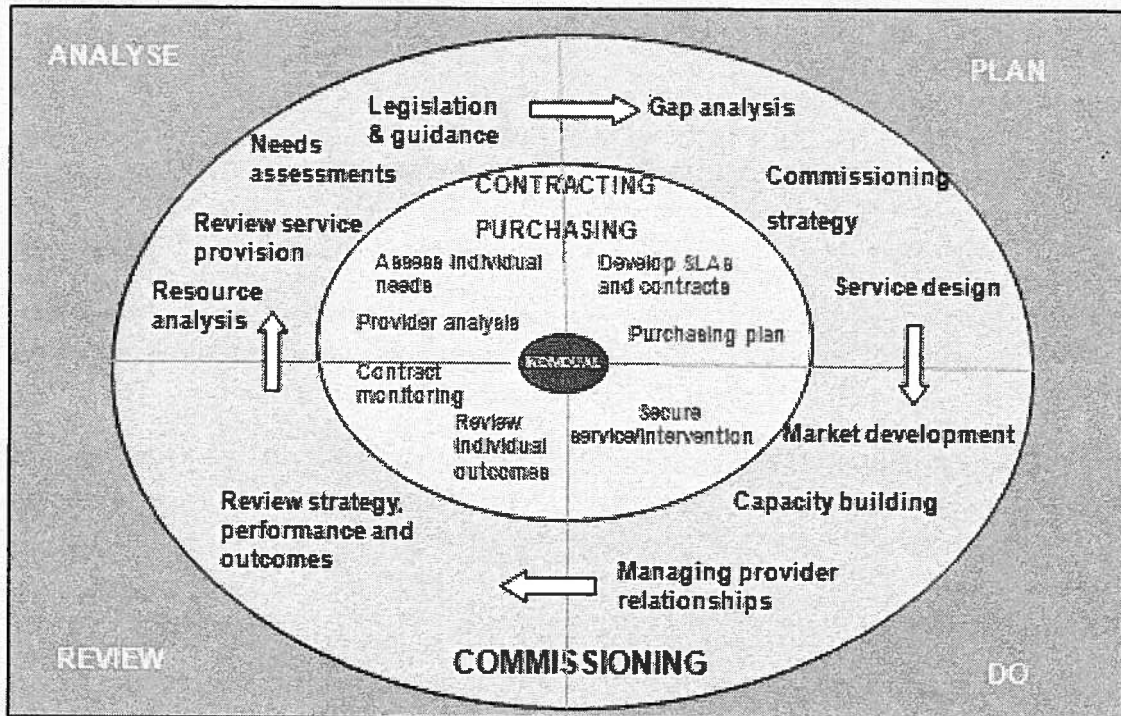 ANALYSE
PLAN
Legislation
& guidance
Gap analysis
Needs
assessments
Commissioning
strategy
CONTRACTING
PURCHASING
Review service
provision
Assess individual
needs
Develop SLAs
and contracts
Resource
analysis
Service design
Provider analysis
Purchasing plan
Contract
monitoring
Review
individual
outcomes
Secure
service/intervention
Market development
Review strategy,
performance and
outcomes
Capacity building
Managing provider
relationships
REVIEW
COMMISSIONING
DO